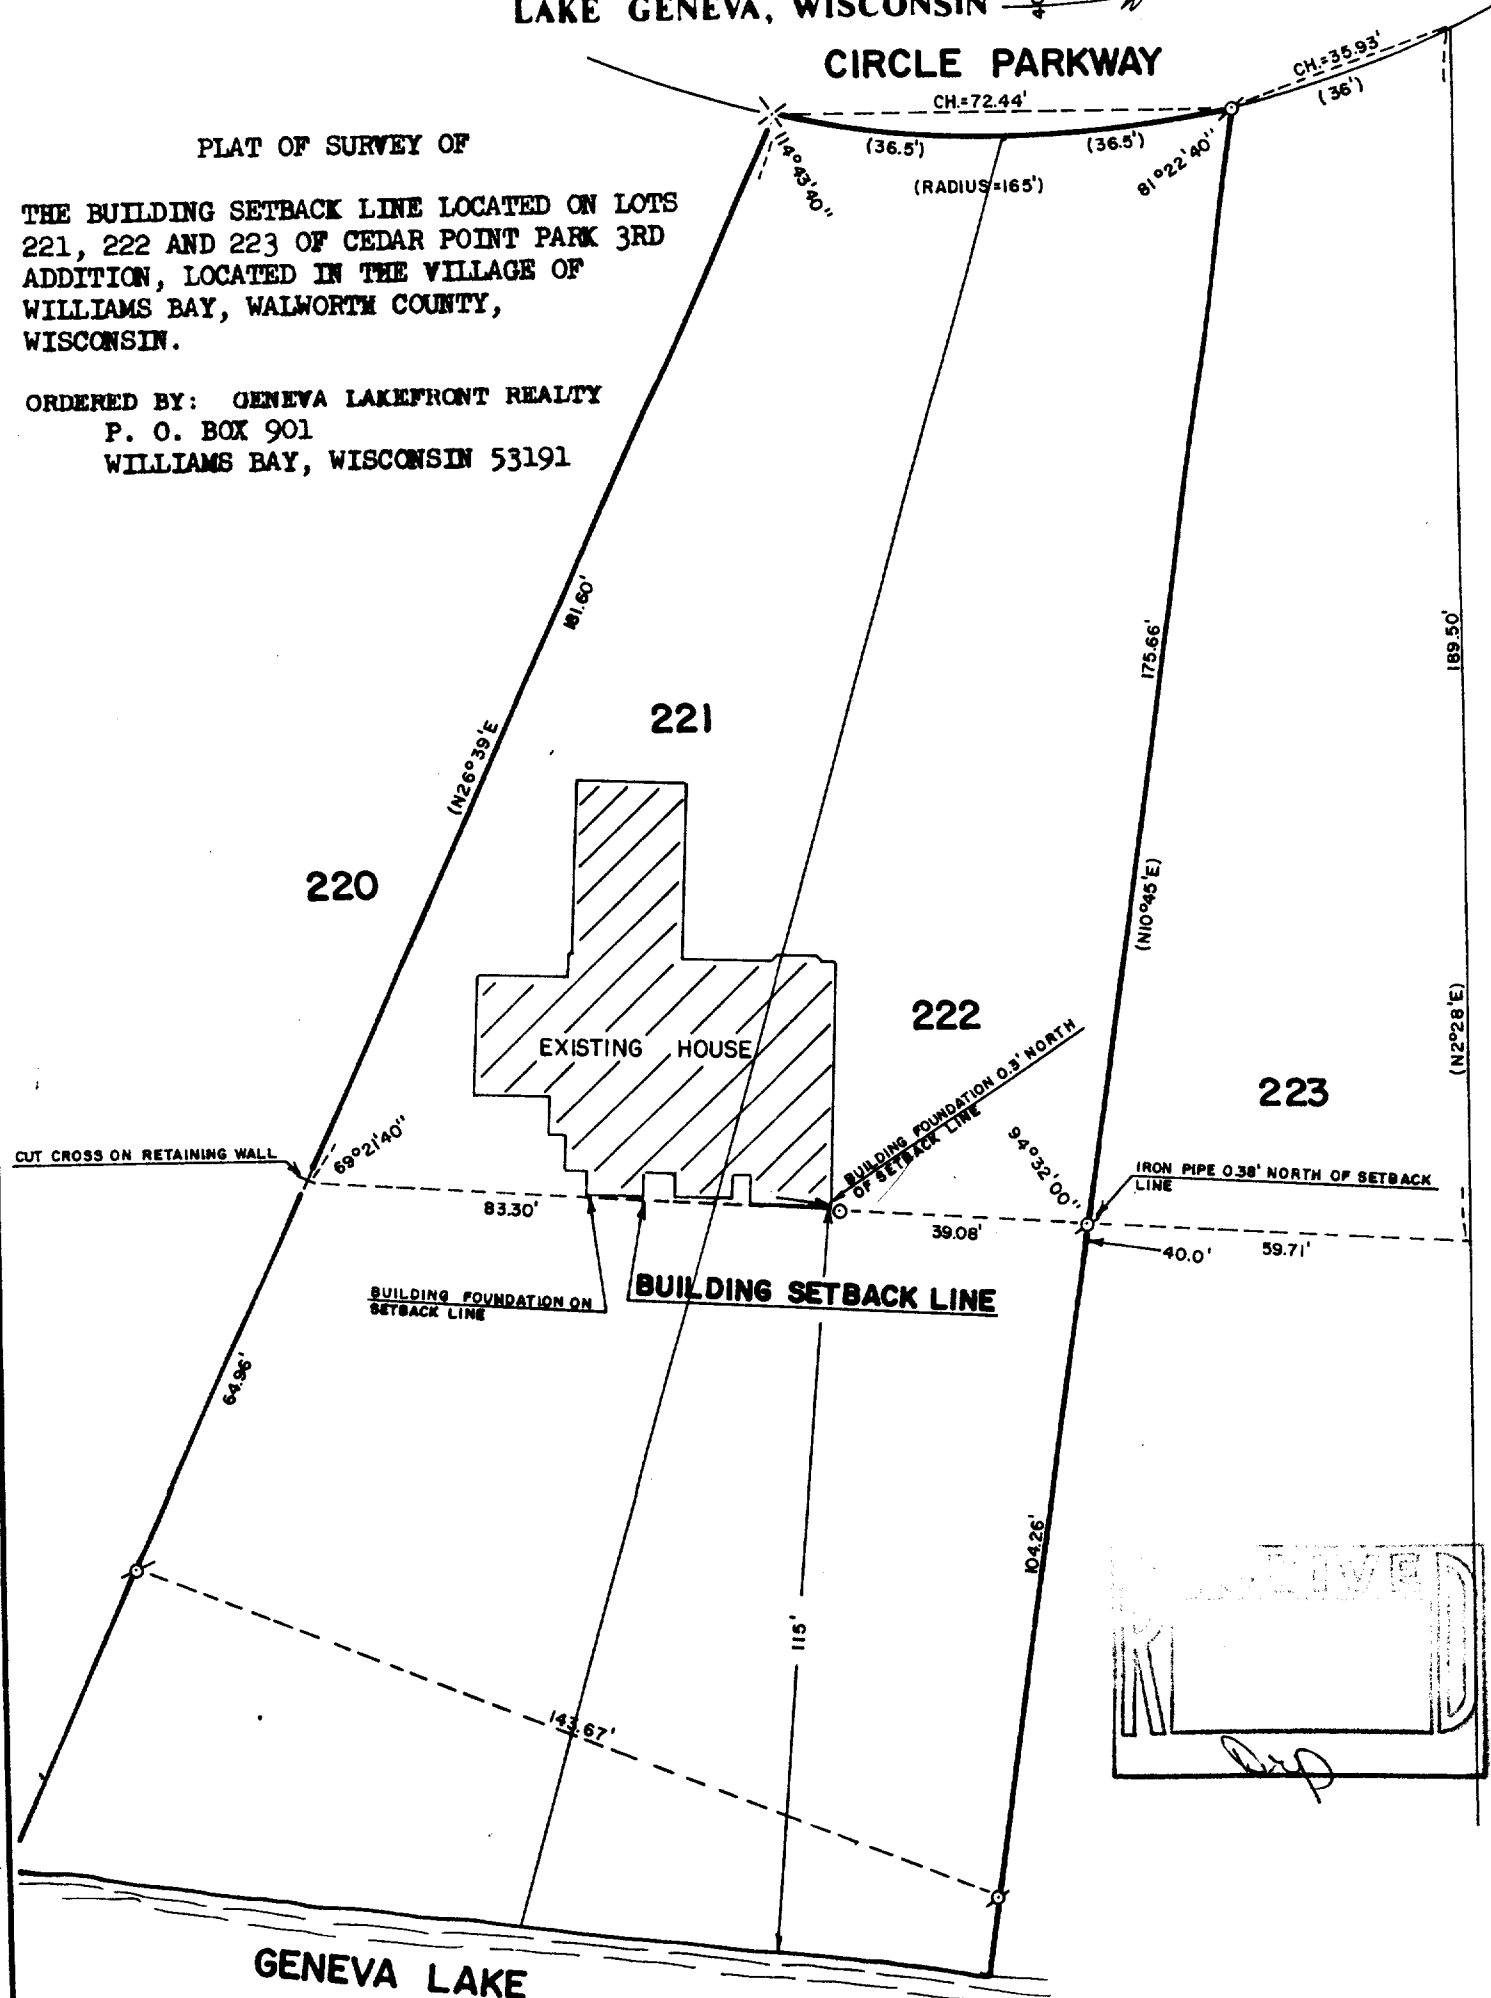 LAKE GENEVA, WISCONSIN
CIRCLE PARKWAY
CH.=35.93'
(36')
CH.=72.44'
(36.5')
(36.5')
(RADIUS=165')
114°43'40"
81°22'40"
PLAT OF SURVEY OF
THE BUILDING SETBACK LINE LOCATED ON LOTS
221, 222 AND 223 OF CEDAR POINT PARK 3RD
ADDITION, LOCATED IN THE VILLAGE OF
WILLIAMS BAY, WALWORTH COUNTY,
WISCONSIN.
ORDERED BY: GENEVA LAKEFRONT REALTY
P. O. BOX 901
WILLIAMS BAY, WISCONSIN 53191
181.60'
175.66'
189.50'
221
(N26°39'E
220
(N10°45'E)
222
(N2°28'E)
EXISTING HOUSE
223
BUILDING FOUNDATION 0.3' NORTH
OF SETBACK LINE
69°21'40"
94°32'00"
CUT CROSS ON RETAINING WALL
IRON PIPE 0.38' NORTH OF SETBACK
LINE
83.30'
39.08'
40.0'
59.71'
BUILDING FOUNDATION ON
SETBACK LINE
BUILDING SETBACK LINE
64.96'
104.26'
115'
143.67'
GENEVA LAKE